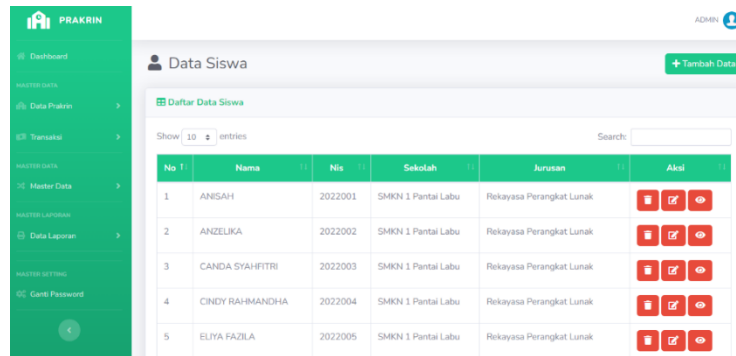 PRAKRIN
ADMIN
Dashboard
MASTER DATA
Data Prakrin
Transaksi
MASTER DATA
Master Data
MASTER LAPORAN
Data Laporan
MASTER SETTING
Ganti Password
Data Siswa
+ Tambah Data
Daftar Data Siswa
Show 10 entries
Search:
No Nama Nis Sekolah Jurusan Aksi
1 ANISAH 2022001 SMKN 1 Pantai Labu Rekayasa Perangkat Lunak
2 ANZELIKA 2022002 SMKN 1 Pantai Labu Rekayasa Perangkat Lunak
3 CANDA SYAHFITRI 2022003 SMKN 1 Pantai Labu Rekayasa Perangkat Lunak
4 CINDY RAHMANDHA 2022004 SMKN 1 Pantai Labu Rekayasa Perangkat Lunak
5 ELIYA FAZILA 2022005 SMKN 1 Pantai Labu Rekayasa Perangkat Lunak